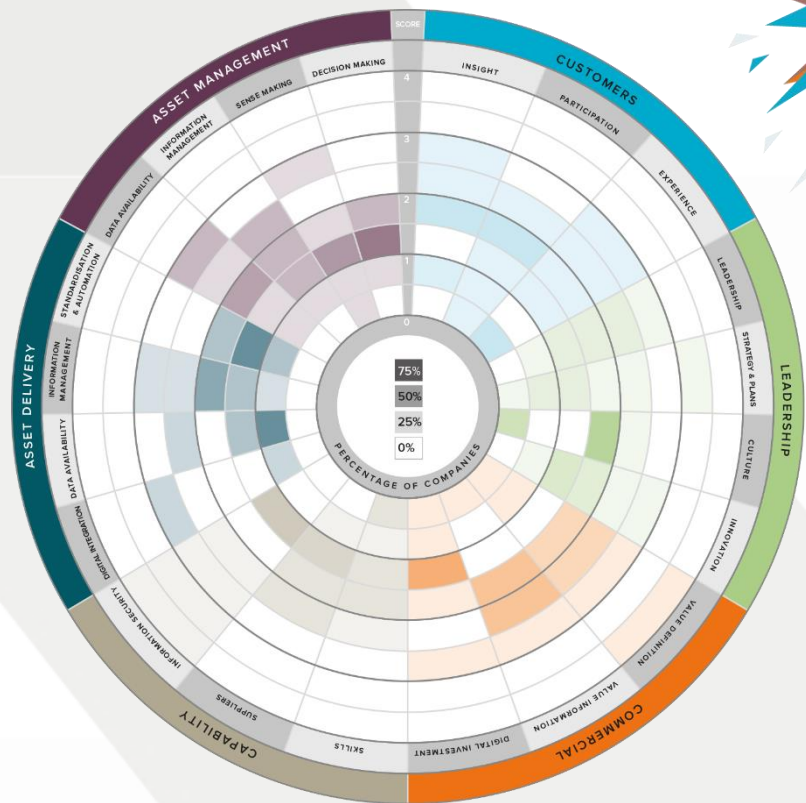 SCORE
4
3
2
1
0
CUSTOMERS
INSIGHT
PARTICIPATION
EXPERIENCE
LEADERSHIP
LEADERSHIP
STRATEGY & PLANS
CULTURE
INNOVATION
COMMERCIAL
VALUE DEFINITION
VALUE INFORMATION
DIGITAL INVESTMENT
CAPABILITY
SKILLS
SUPPLIERS
INFORMATION SECURITY
ASSET DELIVERY
DIGITAL INTEGRATION
DATA AVAILABILITY
INFORMATION
MANAGEMENT
STANDARDISATION
& AUTOMATION
ASSET MANAGEMENT
DATA AVAILABILITY
INFORMATION
MANAGEMENT
SENSE MAKING
DECISION MAKING
75%
50%
25%
0%
PERCENTAGE OF COMPANIES